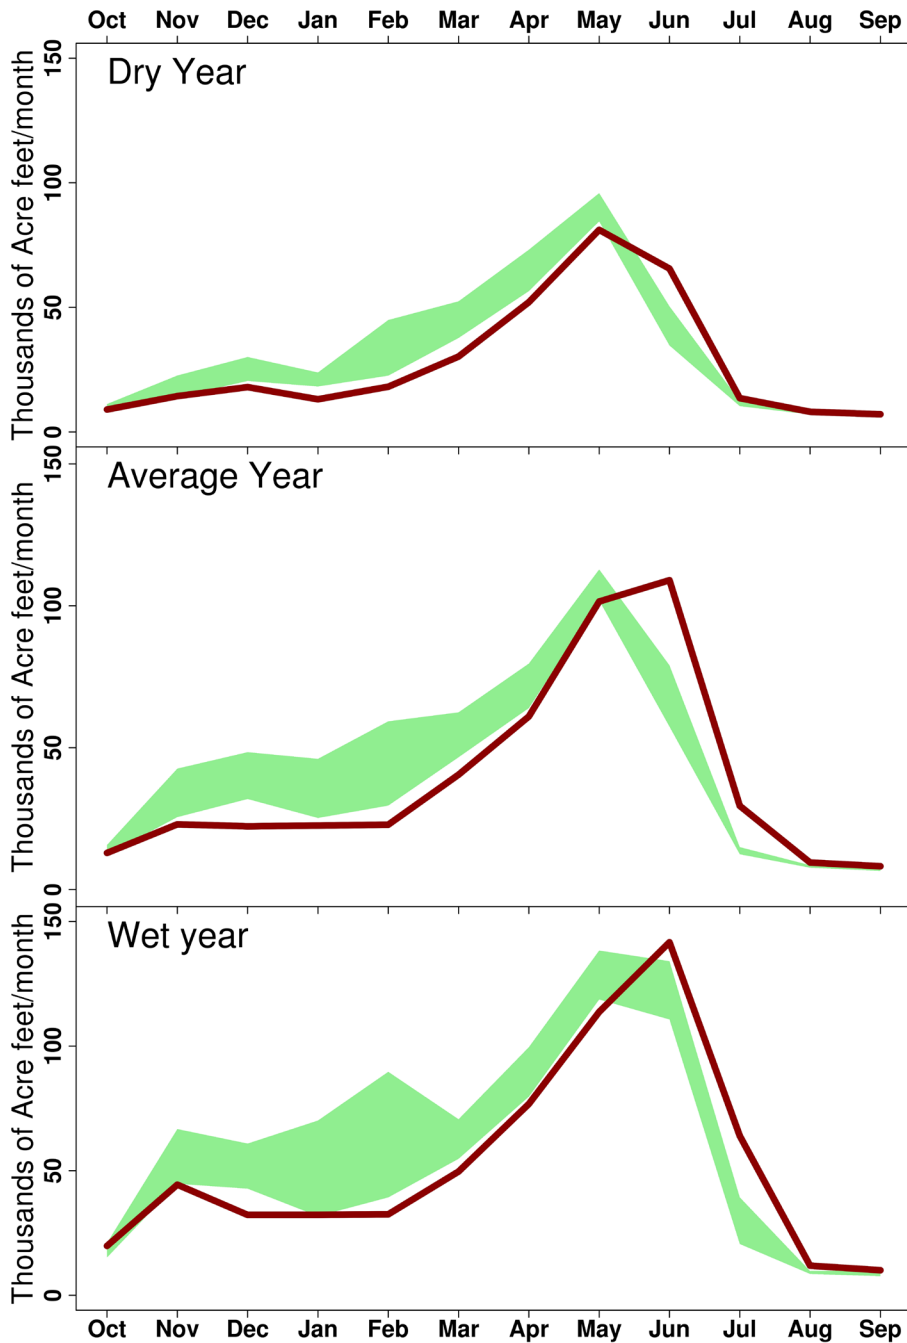 Oct Nov Dec Jan Feb Mar Apr May Jun Jul Aug Sep
Dry Year
Thousands of Acre feet/month
150
100
50
0
Average Year
Thousands of Acre feet/month
150
100
50
0
Wet year
Thousands of Acre feet/month
150
100
50
0
Oct Nov Dec Jan Feb Mar Apr May Jun Jul Aug Sep